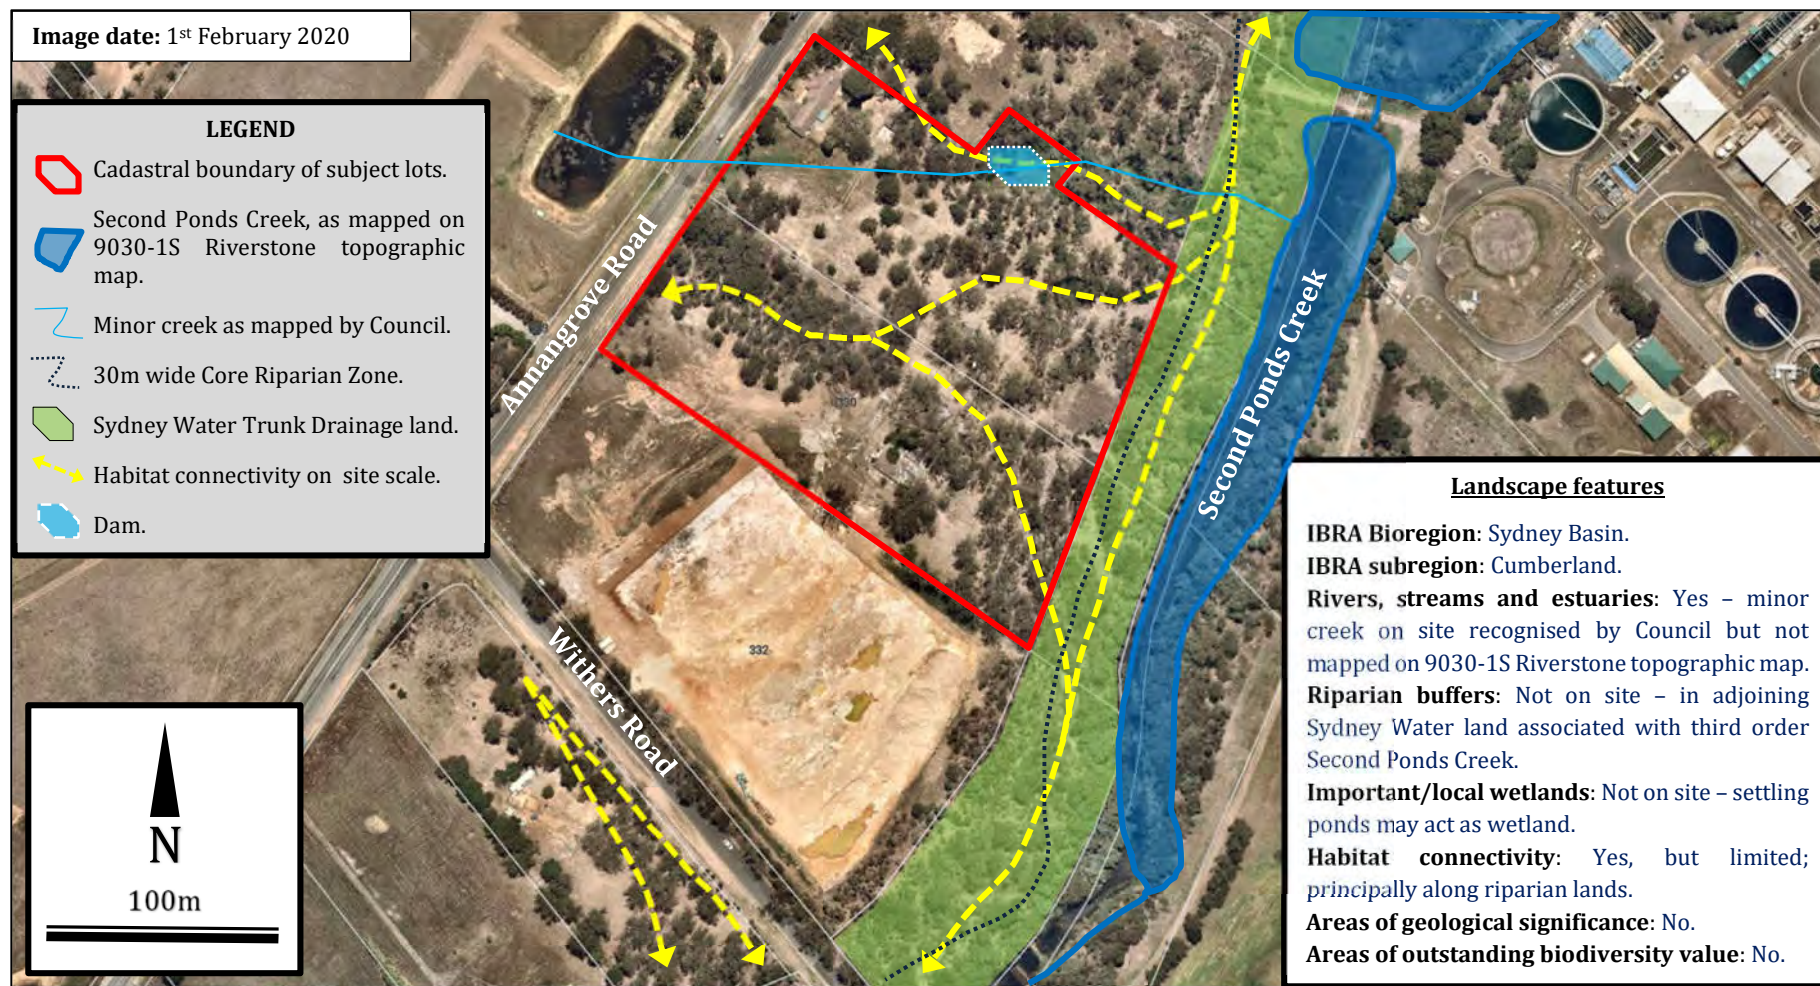 Image date: 1st February 2020
LEGEND
Cadastral boundary of subject lots.
Second Ponds Creek, as mapped on
9030-1S Riverstone topographic
map.
Minor creek as mapped by Council.
30m wide Core Riparian Zone.
Sydney Water Trunk Drainage land.
Habitat connectivity on site scale.
Dam.
Annangrove Road
Second Ponds Creek
Withers Road
332
N
100m
Landscape features
IBRA Bioregion: Sydney Basin.
IBRA subregion: Cumberland.
Rivers, streams and estuaries: Yes – minor
creek on site recognised by Council but not
mapped on 9030-1S Riverstone topographic map.
Riparian buffers: Not on site – in adjoining
Sydney Water land associated with third order
Second Ponds Creek.
Important/local wetlands: Not on site – settling
ponds may act as wetland.
Habitat connectivity: Yes, but limited;
principally along riparian lands.
Areas of geological significance: No.
Areas of outstanding biodiversity value: No.